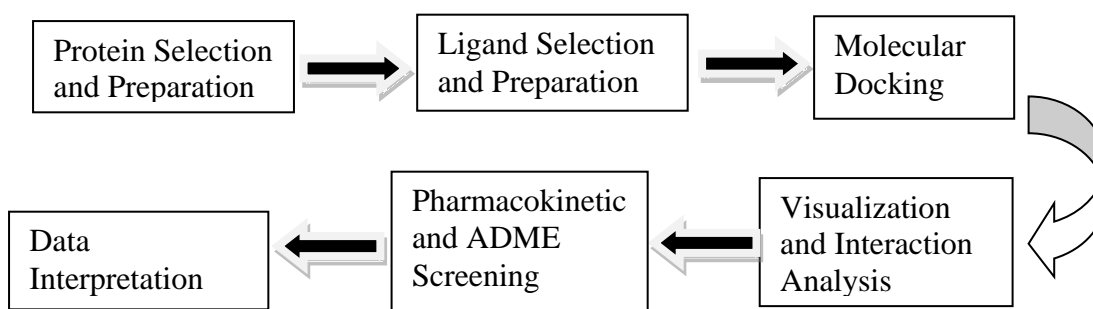 Protein Selection
and Preparation
Ligand Selection
and Preparation
Molecular
Docking
Visualization
and Interaction
Analysis
Pharmacokinetic
and ADME
Screening
Data
Interpretation